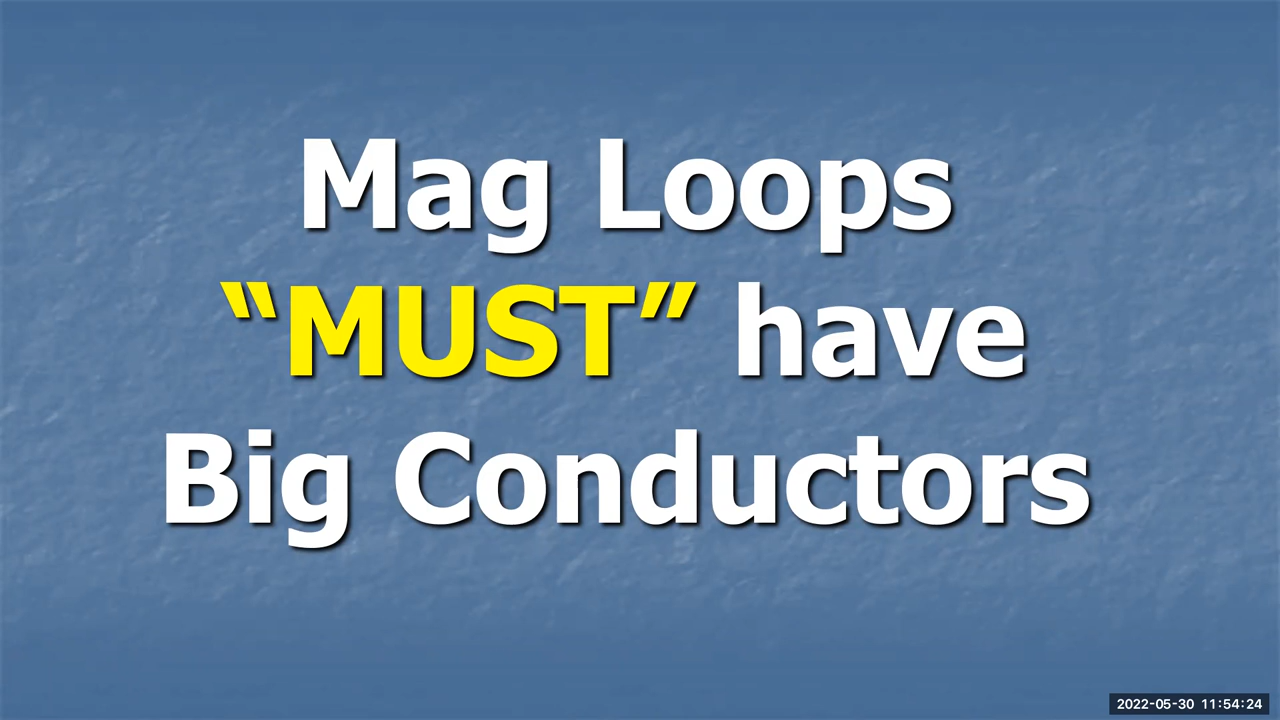 Mag Loops
“MUST” have
Big Conductors
2022-05-30 11:54:24